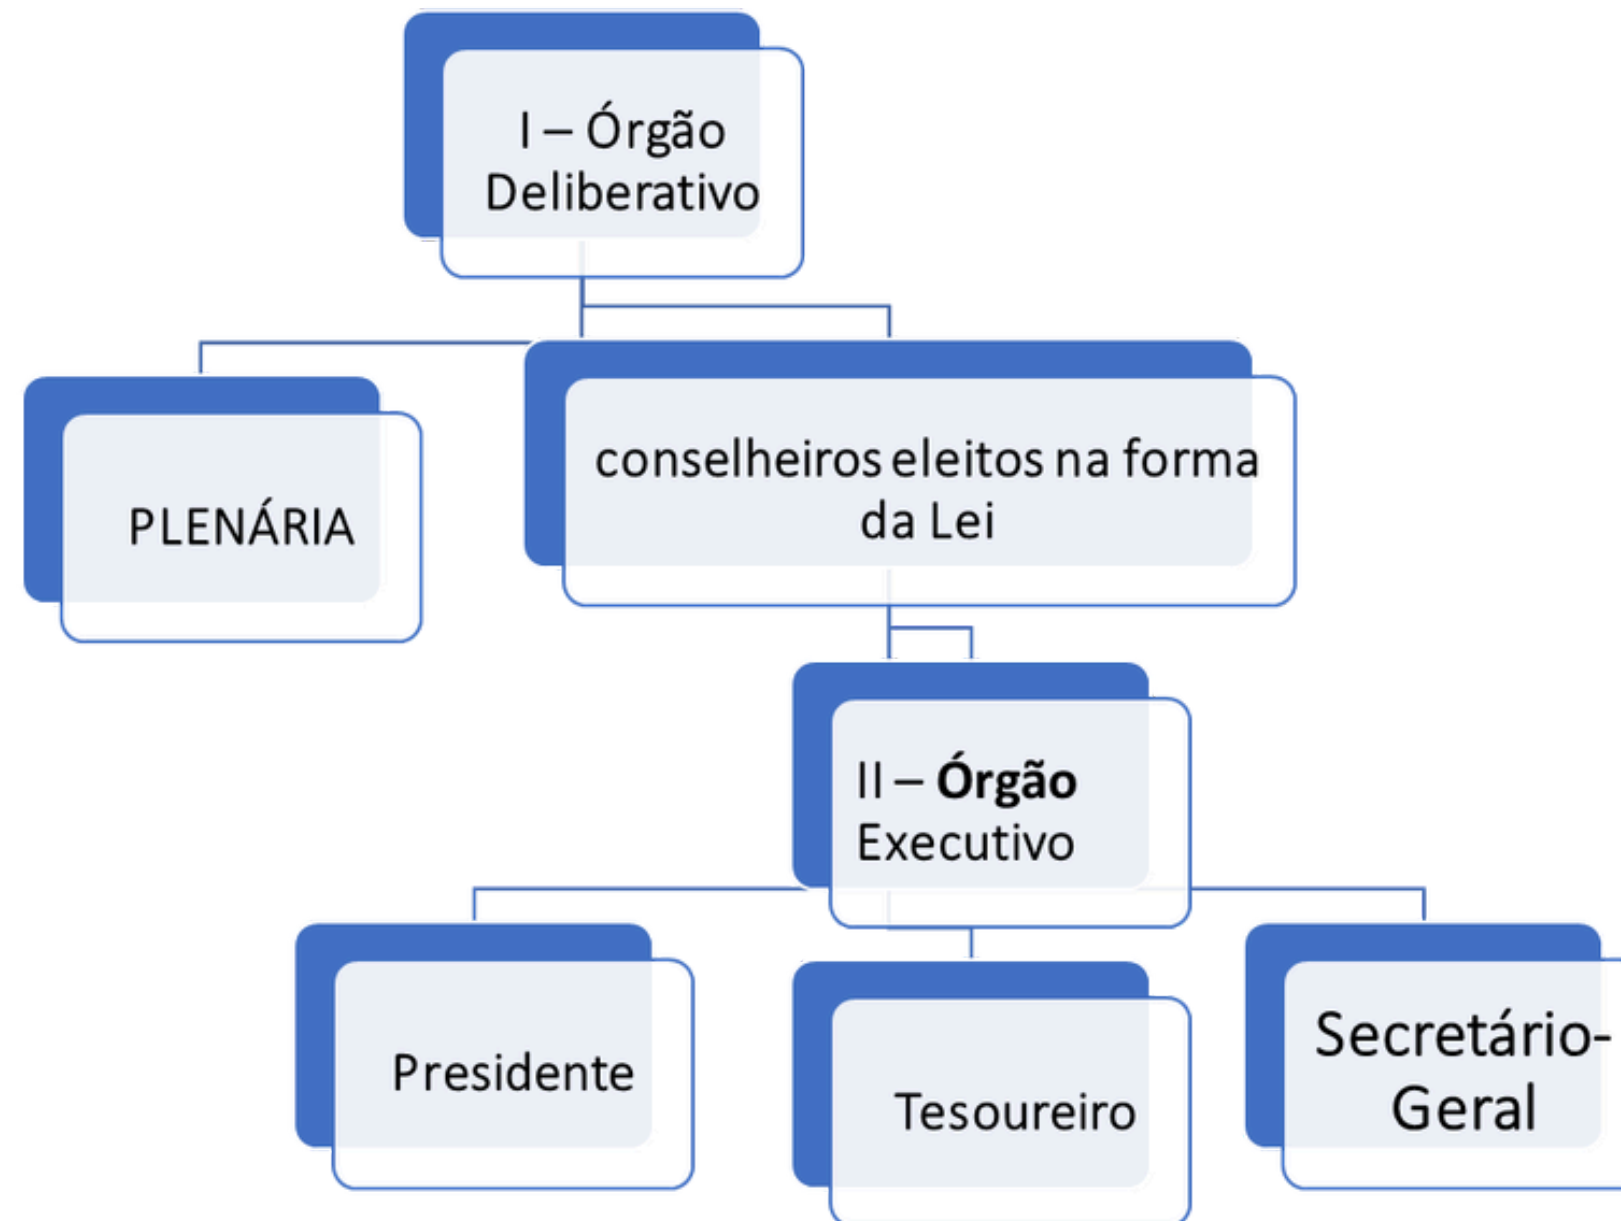 I – Órgão
Deliberativo
PLENÁRIA
conselheiros eleitos na forma
da Lei
II – Órgão
Executivo
Presidente
Tesoureiro
Secretário-
Geral